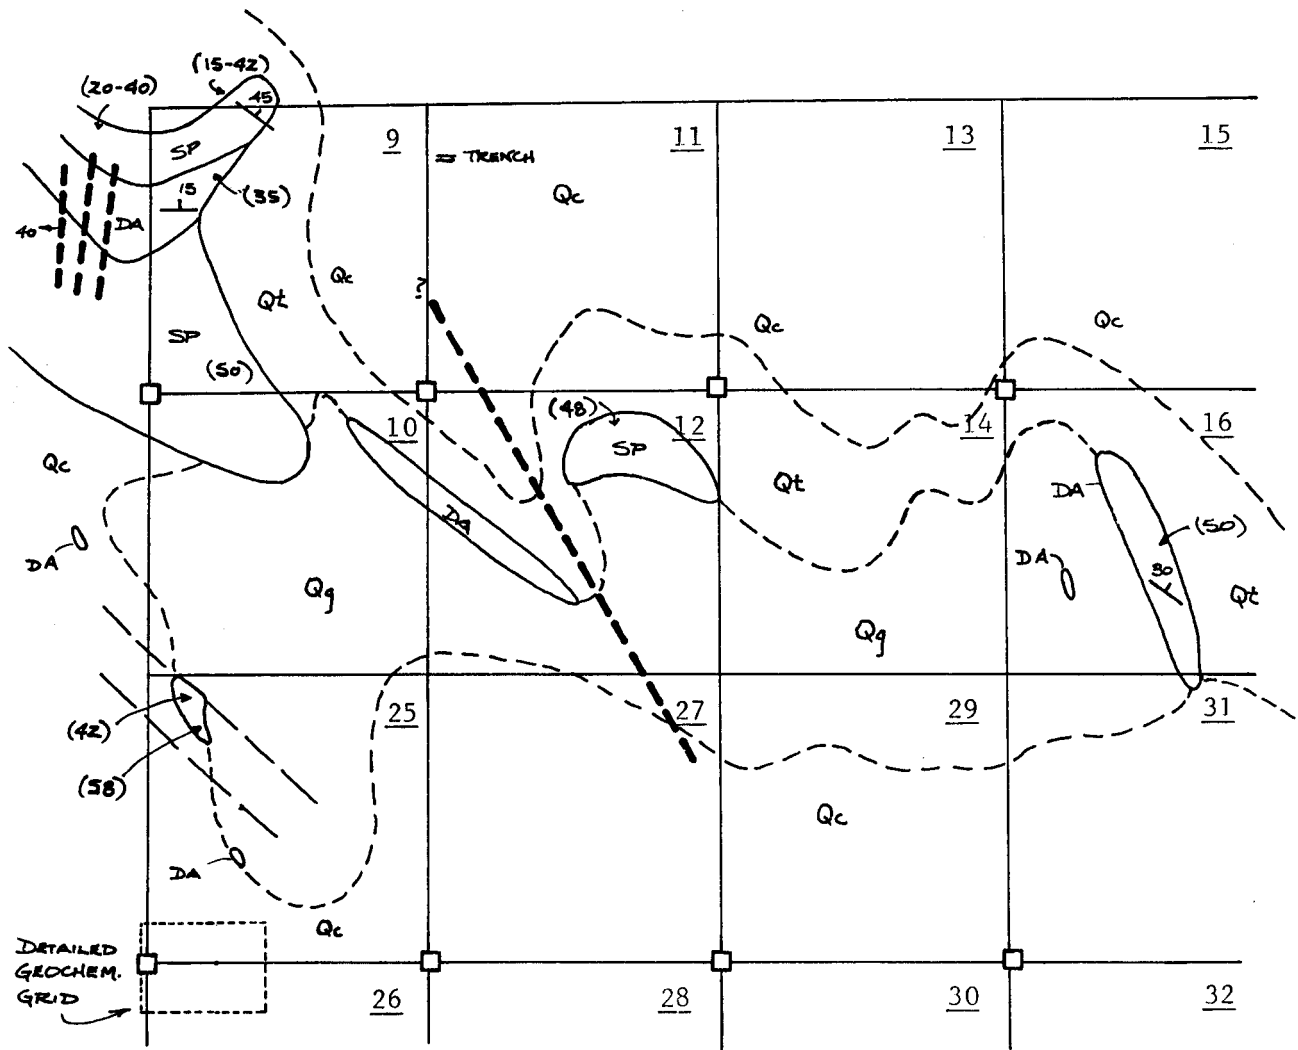 (15-42)
(20-40)
45
9
11
13
15
SP
TRENCH
15
(35)
Qc
DA
40
Qt
Qc
?
SP
Qc
Qc
(50)
(48)
10
12
14
16
SP
Qc
Qt
DA
DA
(50)
DA
DA
30
Qg
Qt
Qg
25
27
29
31
(42)
(58)
Qc
DA
Qc
DETAILED
GEOCHEM.
GRID
26
28
30
32